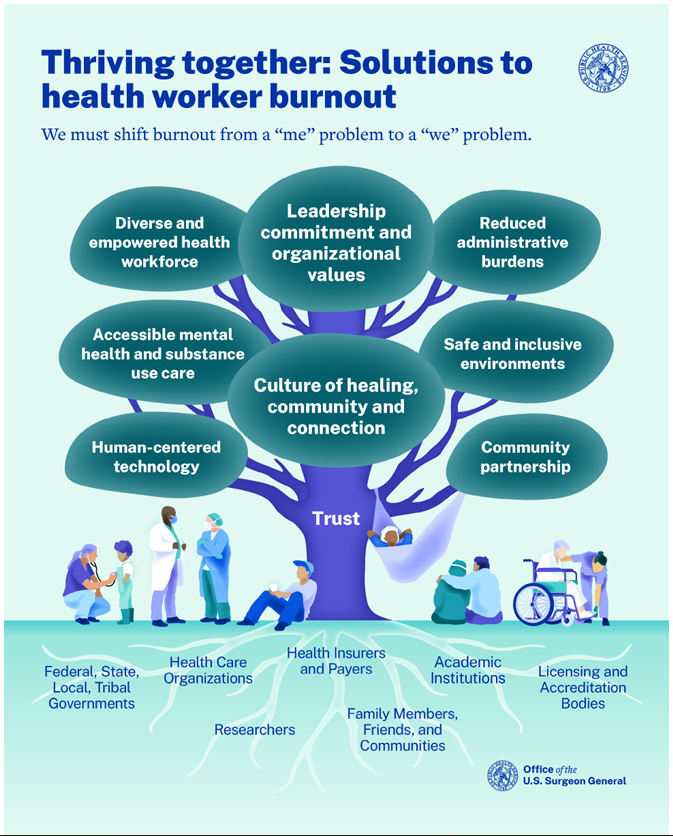 Thriving together: Solutions to
health worker burnout
We must shift burnout from a “me” problem to a “we” problem.
Leadership
commitment and
organizational
values
Diverse and
empowered health
workforce
Reduced
administrative
burdens
Accessible mental
health and substance
use care
Safe and inclusive
environments
Culture of healing,
community and
connection
Human-centered
technology
Community
partnership
Trust
Federal, State,
Local, Tribal
Governments
Health Care
Organizations
Health Insurers
and Payers
Academic
Institutions
Licensing and
Accreditation
Bodies
Researchers
Family Members,
Friends, and
Communities
Office of the
U.S. Surgeon General